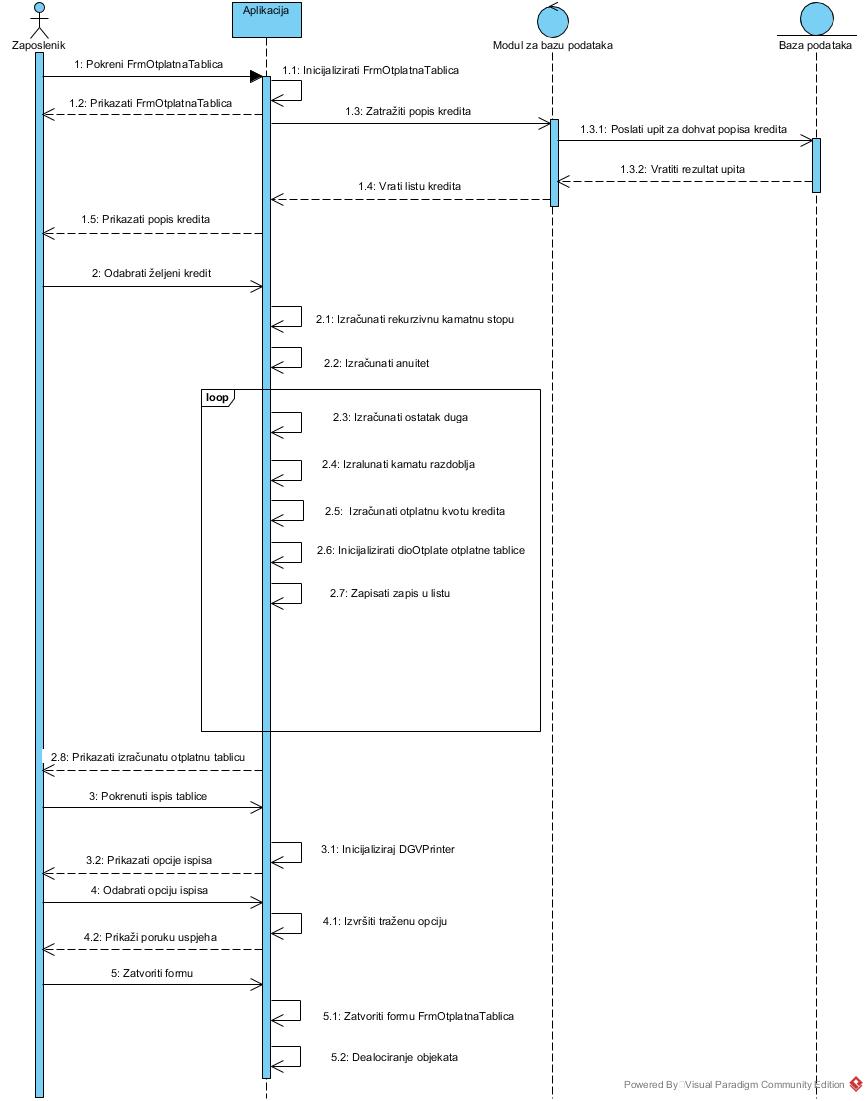 Aplikacija
Zaposlenik
Modul za bazu podataka
Baza podataka
1: Pokreni FrmOtplatnaTablica
1.1: Inicijalizirati FrmOtplatnaTablica
1.2: Prikazati FrmOtplatnaTablica
1.3: Zatražiti popis kredita
1.3.1: Poslati upit za dohvat popisa kredita
1.3.2: Vratiti rezultat upita
1.4: Vrati listu kredita
1.5: Prikazati popis kredita
2: Odabrati željeni kredit
2.1: Izračunati rekurzivnu kamatnu stopu
2.2: Izračunati anuitet
loop
2.3: Izračunati ostatak duga
2.4: Izralunati kamatu razdoblja
2.5: Izračunati otplatnu kvotu kredita
2.6: Inicijalizirati dioOtplate otplatne tablice
2.7: Zapisati zapis u listu
2.8: Prikazati izračunatu otplatnu tablicu
3: Pokrenuti ispis tablice
3.1: Inicijaliziraj DGVPrinter
3.2: Prikazati opcije ispisa
4: Odabrati opciju ispisa
4.1: Izvršiti traženu opciju
4.2: Prikaži poruku uspjeha
5: Zatvoriti formu
5.1: Zatvoriti formu FrmOtplatnaTablica
5.2: Dealociranje objekata
Powered By Visual Paradigm Community Edition